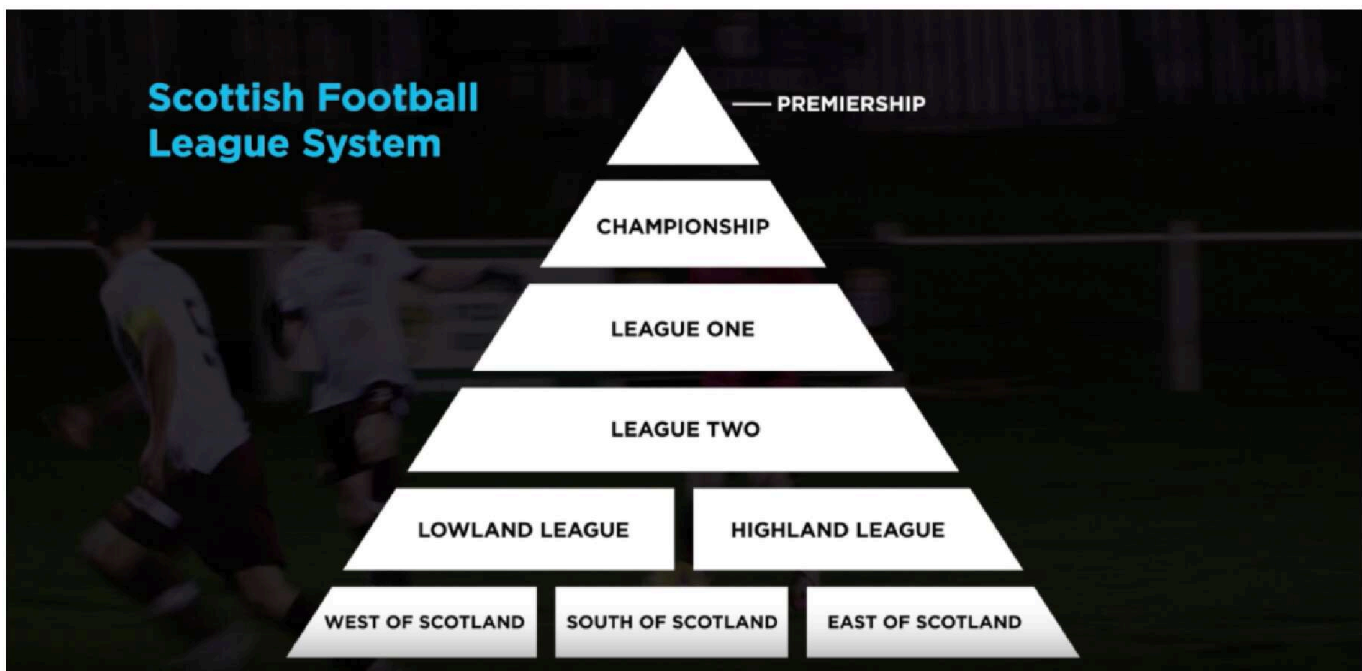 Scottish Football
League System
PREMIERSHIP
CHAMPIONSHIP
LEAGUE ONE
LEAGUE TWO
LOWLAND LEAGUE
HIGHLAND LEAGUE
WEST OF SCOTLAND
SOUTH OF SCOTLAND
EAST OF SCOTLAND